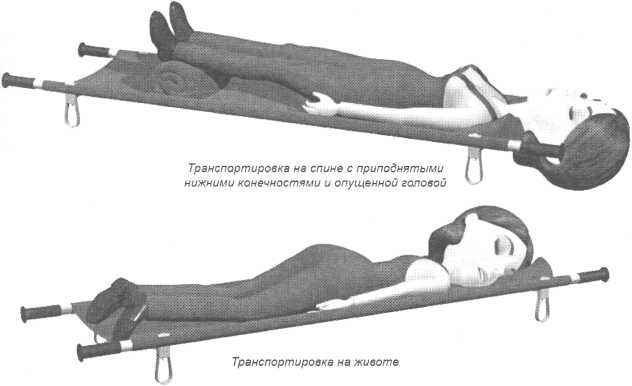 Транспортировка на спине с приподнятыми
нижними конечностями и опущенной головой
Транспортировка на животе